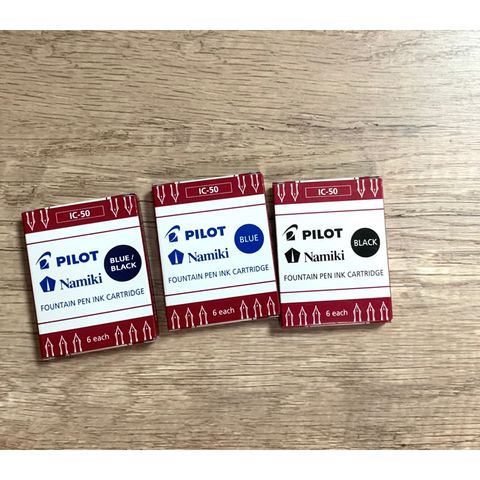 IC-50
PILOT
Namiki
BLUE/
BLACK
FOUNTAIN PEN INK CARTRIDGE
6 each
IC-50
PILOT
Namiki
BLUE
FOUNTAIN PEN INK CARTRIDGE
6 each
IC-50
PILOT
Namiki
BLACK
FOUNTAIN PEN INK CARTRIDGE
6 each